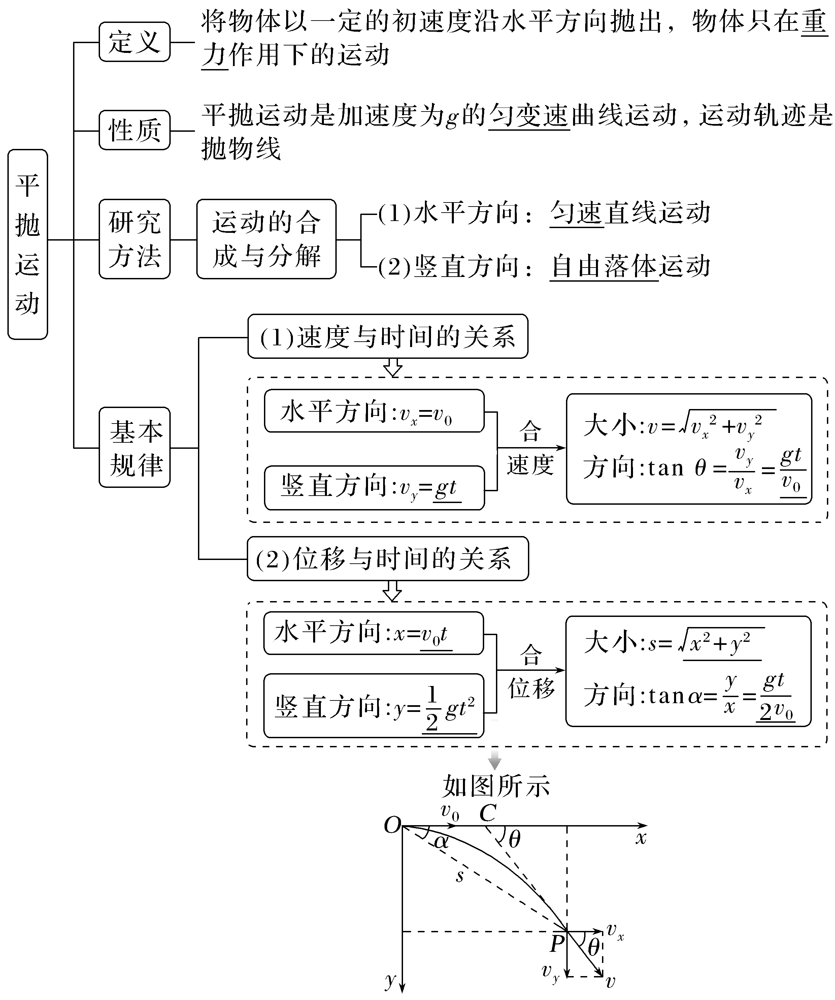 平抛运动
定义
将物体以一定的初速度沿水平方向抛出，物体只在重
力作用下的运动
性质
平抛运动是加速度为g的匀变速曲线运动，运动轨迹是
抛物线
研究
方法
运动的合
成与分解
(1)水平方向：匀速直线运动
(2)竖直方向：自由落体运动
基本
规律
(1)速度与时间的关系
水平方向:vₓ=v₀
竖直方向:v_y=gt
合
速度
大小:v=√(vₓ²+v_y²)
方向:tan θ=v_y/vₓ=gt/v₀
(2)位移与时间的关系
水平方向:x=v₀t
竖直方向:y=1/2 gt²
合
位移
大小:s=√(x²+y²)
方向:tanα=y/x=gt/2v₀
如图所示
v₀ C
O
α θ x
s
vₓ
P θ
v_y v
y